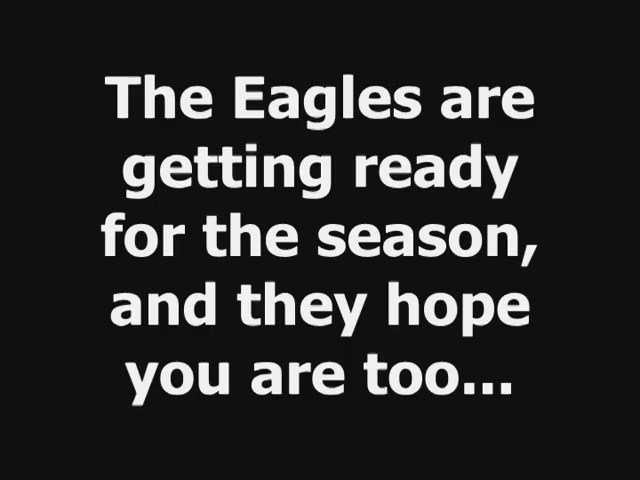 The Eagles are
getting ready
for the season,
and they hope
you are too...